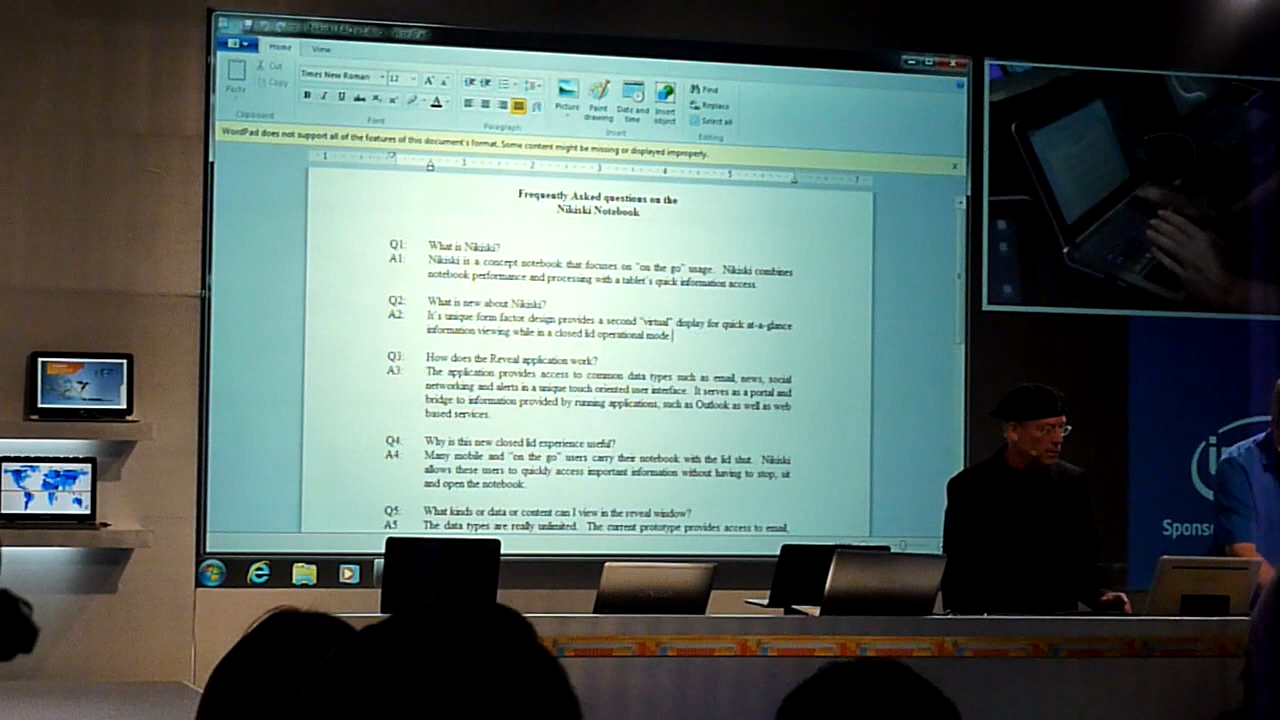 WordPad
Home View
Cut
Copy
Paste
Clipboard
Times New Roman 12
B I U abc
Font
Paragraph
Picture
Paint drawing
Date and time
Insert object
Insert
Find
Replace
Select all
Editing
WordPad does not support all of the features of this document's format. Some content might be missing or displayed improperly.
1 1 2 3 4 5 7
Frequently Asked questions on the
Nikiski Notebook
Q1: What is Nikiski?
A1: Nikiski is a concept notebook that focuses on "on the go" usage. Nikiski combines
notebook performance and processing with a tablet's quick information access.
Q2: What is new about Nikiski?
A2: It's unique form factor design provides a second "virtual" display for quick at-a-glance
information viewing while in a closed lid operational mode
Q3: How does the Reveal application work?
A3: The application provides access to common data types such as email, news, social
networking and alerts in a unique touch oriented user interface. It serves as a portal and
bridge to information provided by running applications, such as Outlook as well as web
based services.
Q4: Why is this new closed lid experience useful?
A4: Many mobile and "on the go" users carry their notebook with the lid shut. Nikiski
allows these users to quickly access important information without having to stop, sit
and open the notebook.
Q5: What kinds or data or content can I view in the reveal window?
A5 The data types are really unlimited. The current prototype provides access to email,
Spons